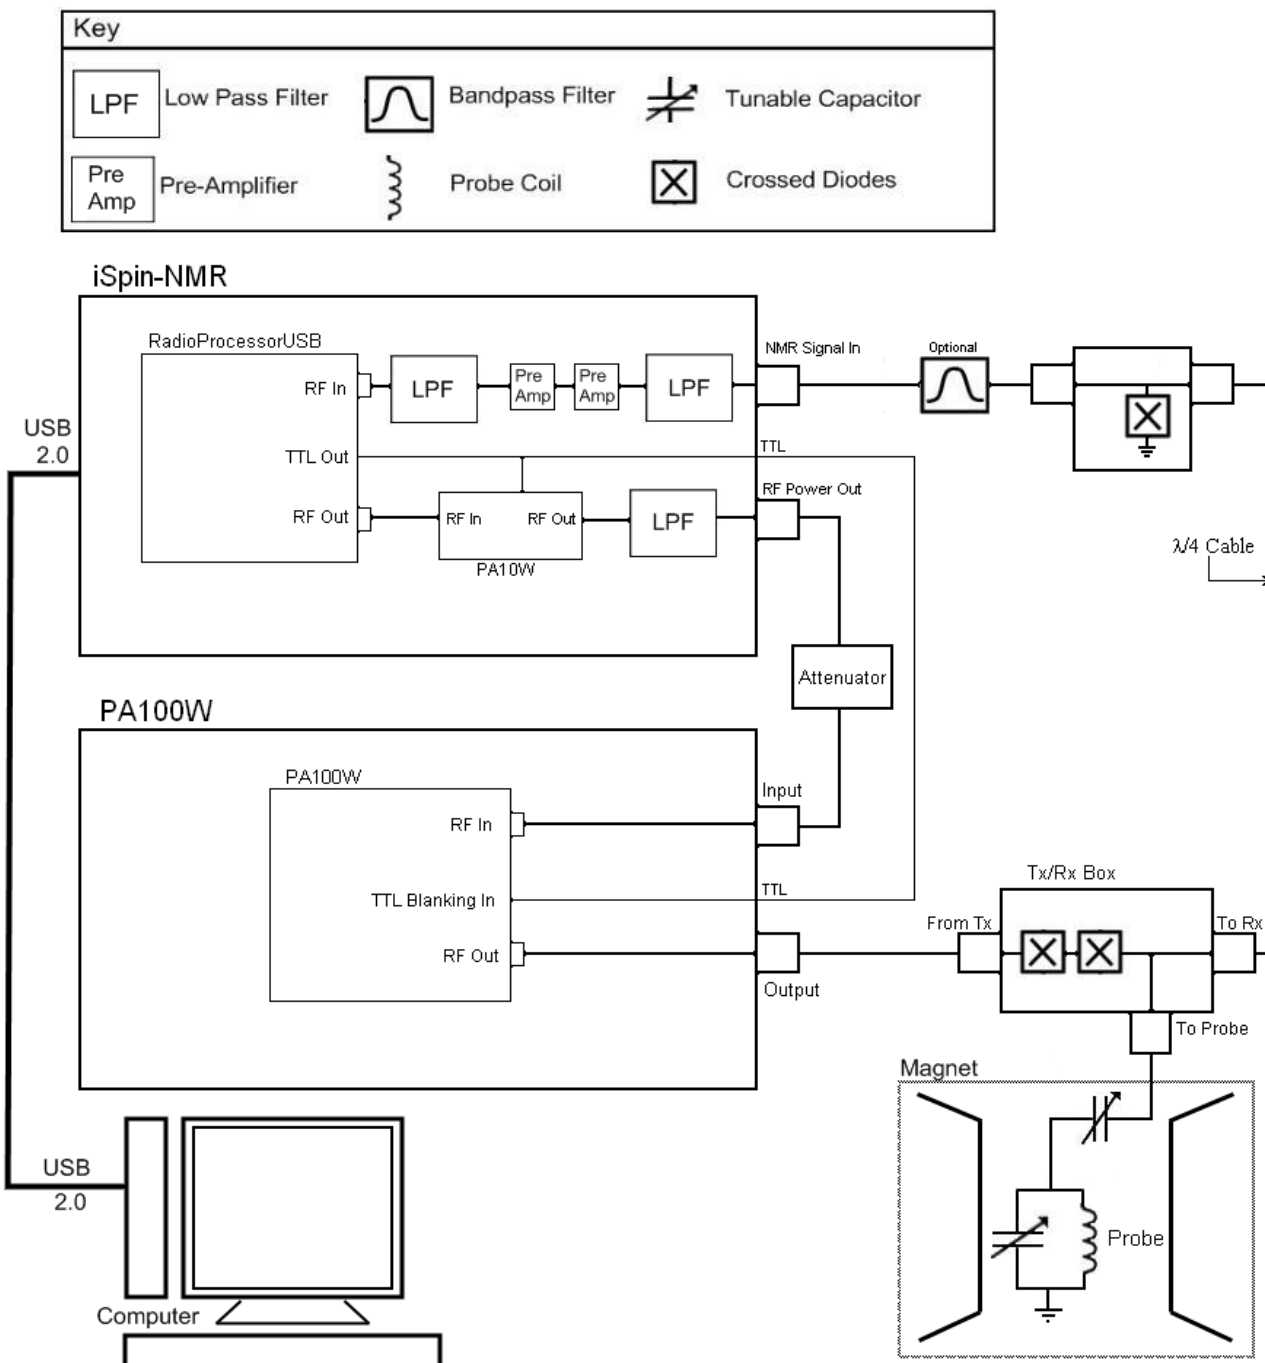 Key
LPF Low Pass Filter
Bandpass Filter
Tunable Capacitor
Pre
Amp
Pre-Amplifier
Probe Coil
Crossed Diodes
iSpin-NMR
RadioProcessorUSB
NMR Signal In
Optional
RF In
LPF
Pre
Amp
Pre
Amp
LPF
USB
2.0
TTL Out
TTL
RF Out
RF In
RF Out
LPF
RF Power Out
PA10W
λ/4 Cable
Attenuator
PA100W
PA100W
Input
RF In
TTL Blanking In
TTL
RF Out
Output
Tx/Rx Box
From Tx
To Rx
To Probe
Magnet
Probe
USB
2.0
Computer